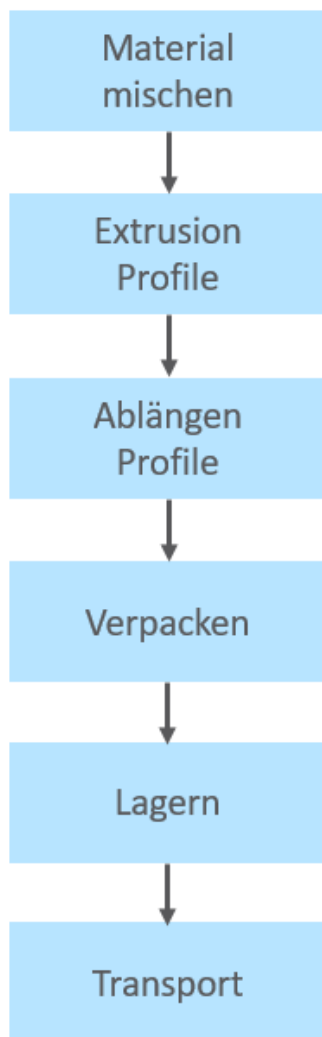 Material
mischen
Extrusion
Profile
Ablängen
Profile
Verpacken
Lagern
Transport